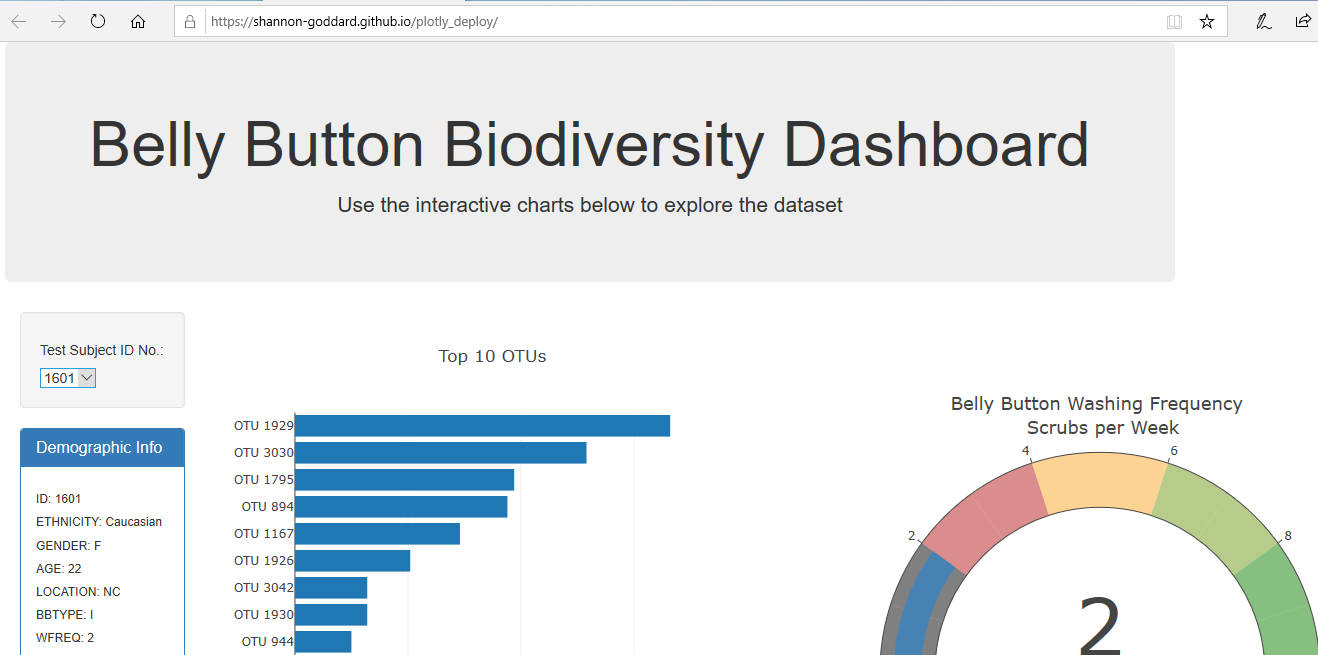 https://shannon-goddard.github.io/plotly_deploy/
Belly Button Biodiversity Dashboard
Use the interactive charts below to explore the dataset
Test Subject ID No.:
1601
Demographic Info
ID: 1601
ETHNICITY: Caucasian
GENDER: F
AGE: 22
LOCATION: NC
BBTYPE: I
WFREQ: 2
Top 10 OTUs
OTU 1929
OTU 3030
OTU 1795
OTU 894
OTU 1167
OTU 1926
OTU 3042
OTU 1930
OTU 944
Belly Button Washing Frequency
Scrubs per Week
4
6
2
8
2